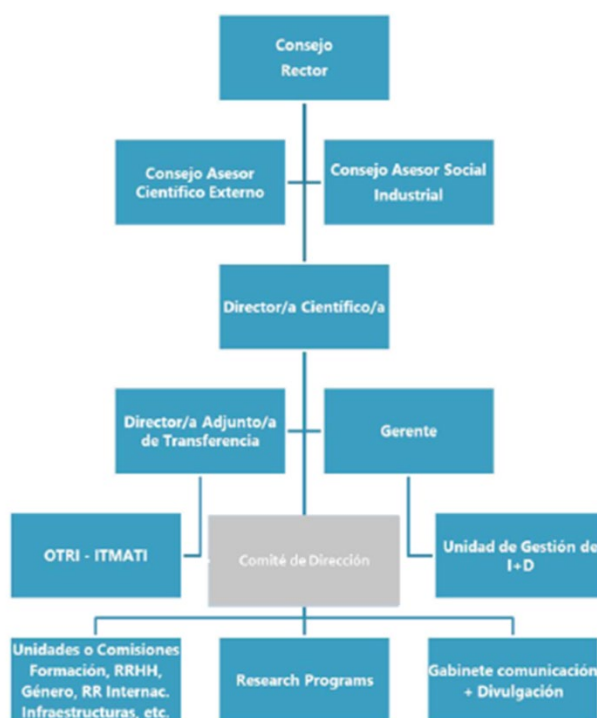 Consejo
Rector
Consejo Asesor
Científico Externo
Consejo Asesor Social
Industrial
Director/a Científico/a
Director/a Adjunto/a
de Transferencia
Gerente
OTRI - ITMATI
Comité de Dirección
Unidad de Gestión de
I+D
Unidades o Comisiones
Formación, RRHH,
Género, RR Internac.
Infraestructuras, etc.
Research Programs
Gabinete comunicación
+ Divulgación